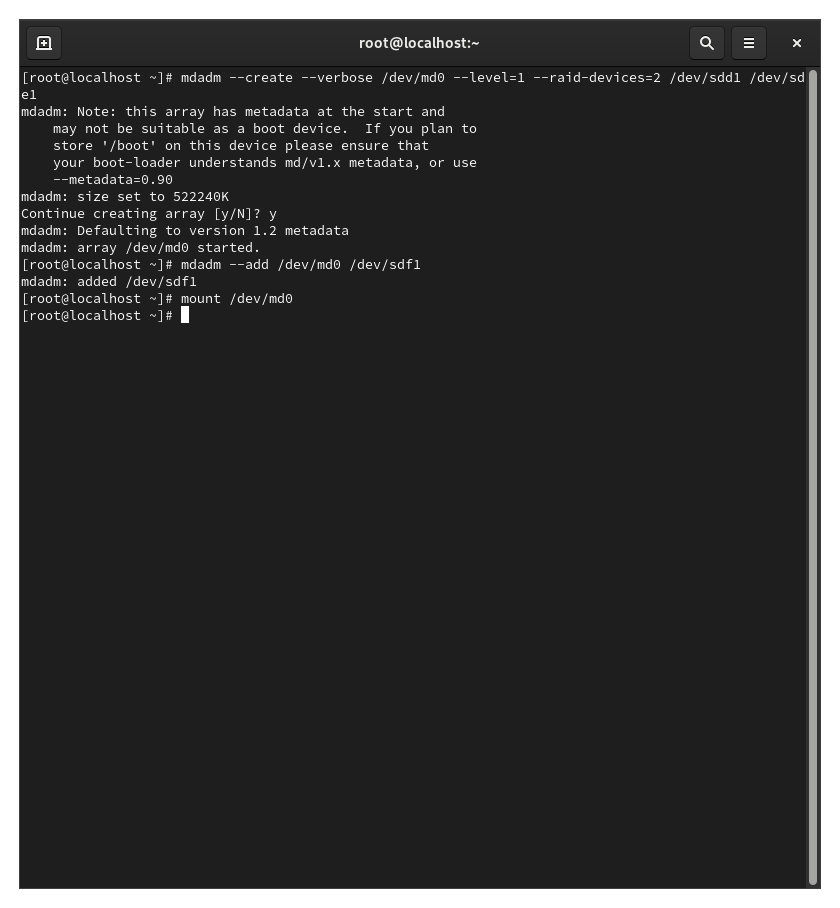 root@localhost:~
[root@localhost ~]# mdadm --create --verbose /dev/md0 --level=1 --raid-devices=2 /dev/sdd1 /dev/sd
e1
mdadm: Note: this array has metadata at the start and
    may not be suitable as a boot device.  If you plan to
    store '/boot' on this device please ensure that
    your boot-loader understands md/v1.x metadata, or use
    --metadata=0.90
mdadm: size set to 522240K
Continue creating array [y/N]? y
mdadm: Defaulting to version 1.2 metadata
mdadm: array /dev/md0 started.
[root@localhost ~]# mdadm --add /dev/md0 /dev/sdf1
mdadm: added /dev/sdf1
[root@localhost ~]# mount /dev/md0
[root@localhost ~]#